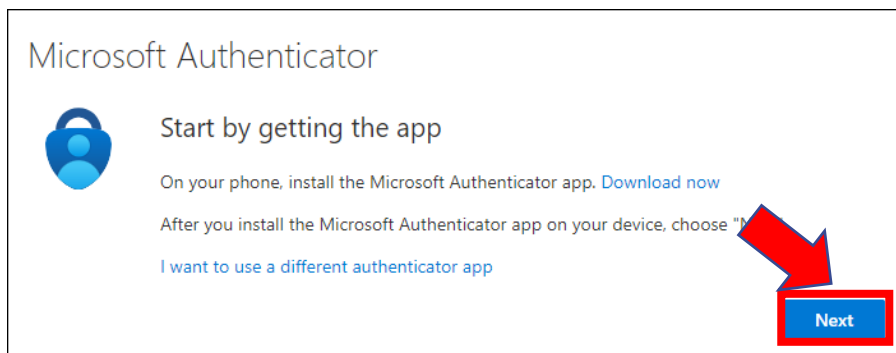 Microsoft Authenticator
Start by getting the app
On your phone, install the Microsoft Authenticator app. Download now
After you install the Microsoft Authenticator app on your device, choose "
I want to use a different authenticator app
Next